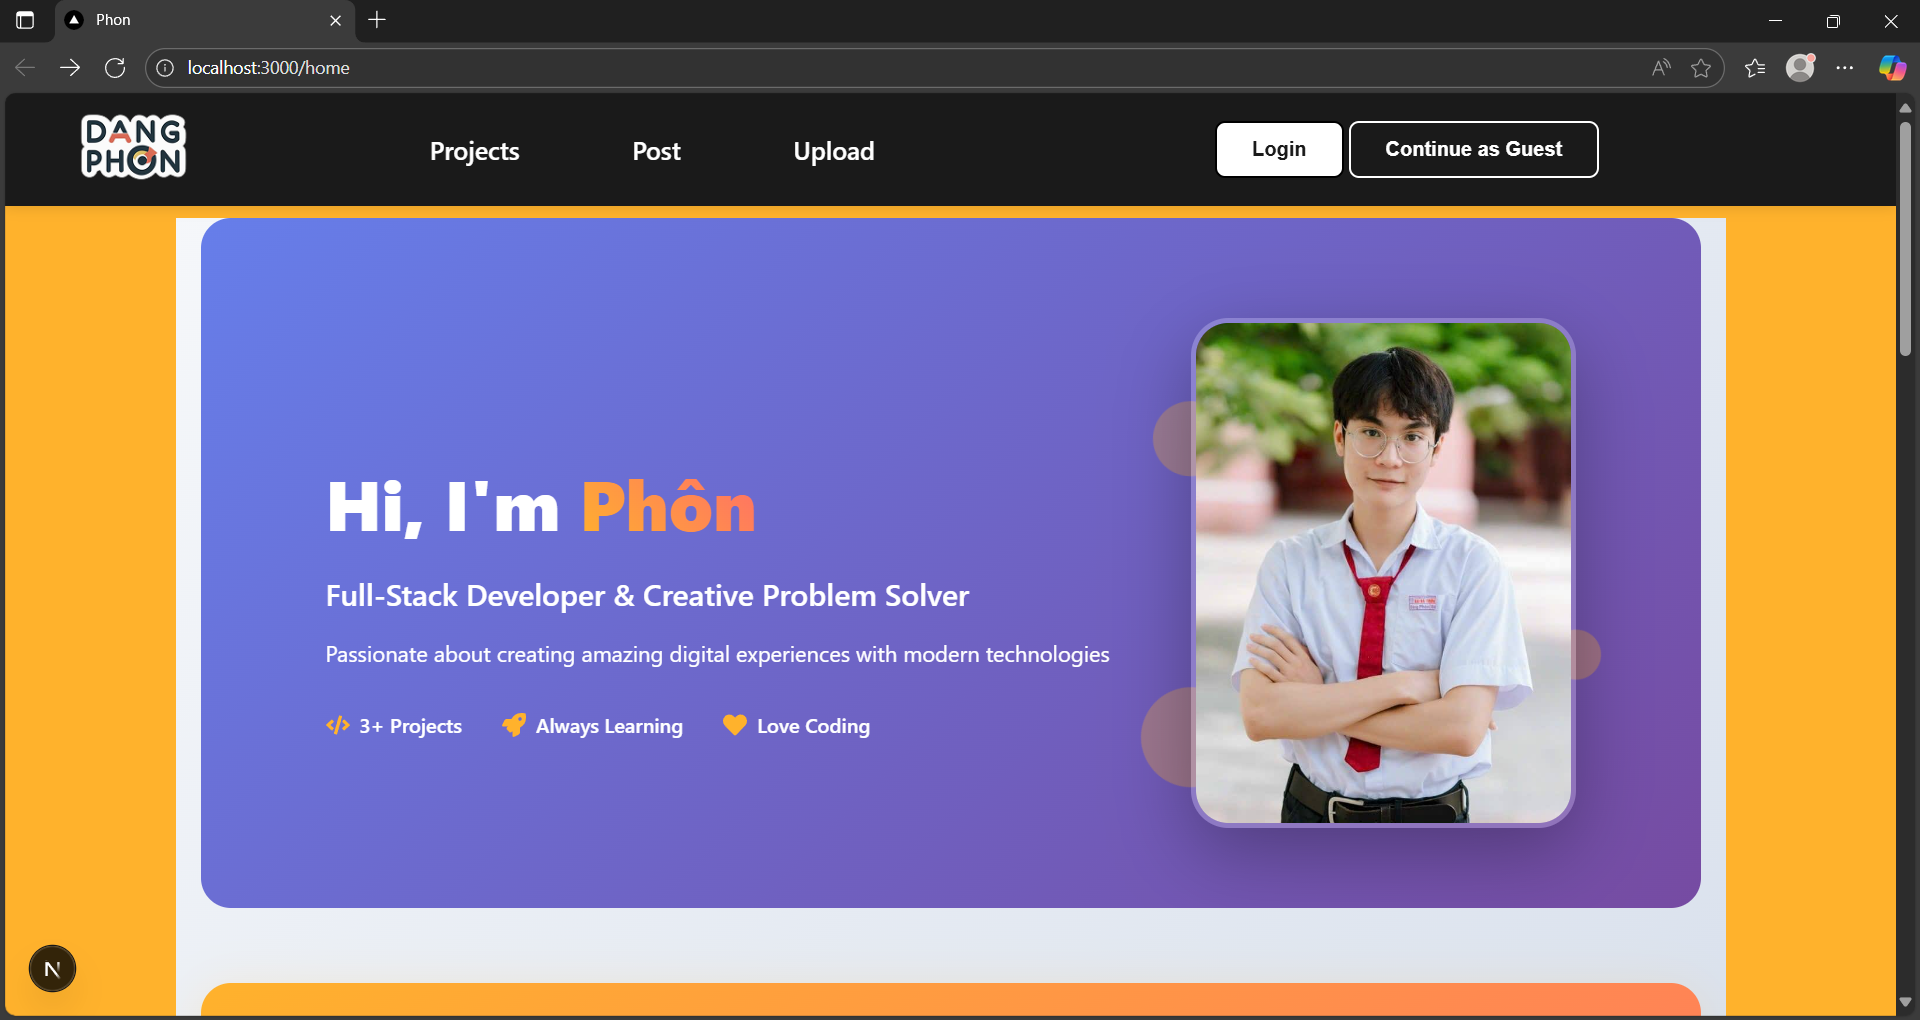 Phon
localhost:3000/home
DANG
PHON
Projects
Post
Upload
Login
Continue as Guest
Hi, I'm Phôn
Full-Stack Developer & Creative Problem Solver
Passionate about creating amazing digital experiences with modern technologies
3+ Projects
Always Learning
Love Coding
N